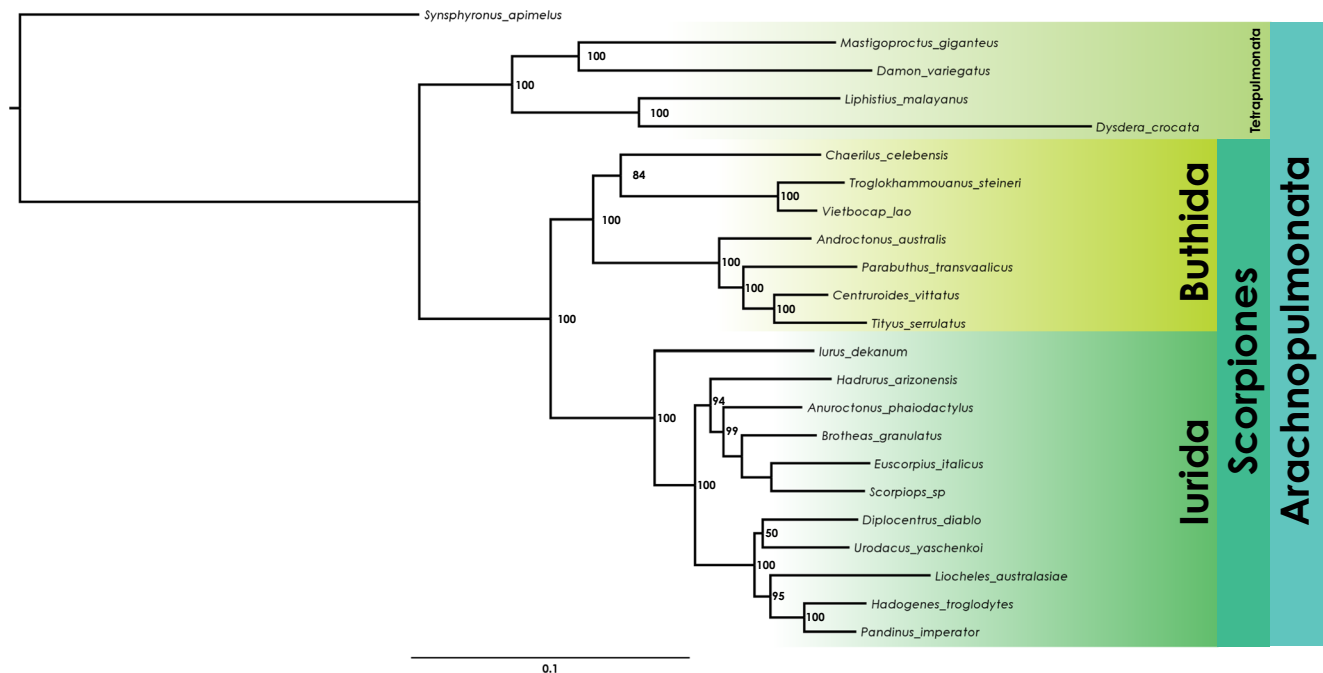 Synsphyronus_apimelus
Mastigoproctus_giganteus
100
Damon_variegatus
100
Liphistius_malayanus
100
Dysdera_crocata
Tetrapulmonata
Chaerilus_celebensis
84
Troglokhammouanus_steineri
100
Vietbocap_lao
100
Androctonus_australis
100
Parabuthus_transvaalicus
100
Centruroides_vittatus
100
Tityus_serrulatus
Buthida
100
Iurus_dekanum
Hadrurus_arizonensis
94
Anuroctonus_phaiodactylus
99
Brotheas_granulatus
100
Euscorpius_italicus
Scorpiops_sp
100
Diplocentrus_diablo
50
Urodacus_yaschenkoi
100
Liocheles_australasiae
95
Hadogenes_troglodytes
100
Pandinus_imperator
Iurida
Scorpiones
Arachnopulmonata
0.1